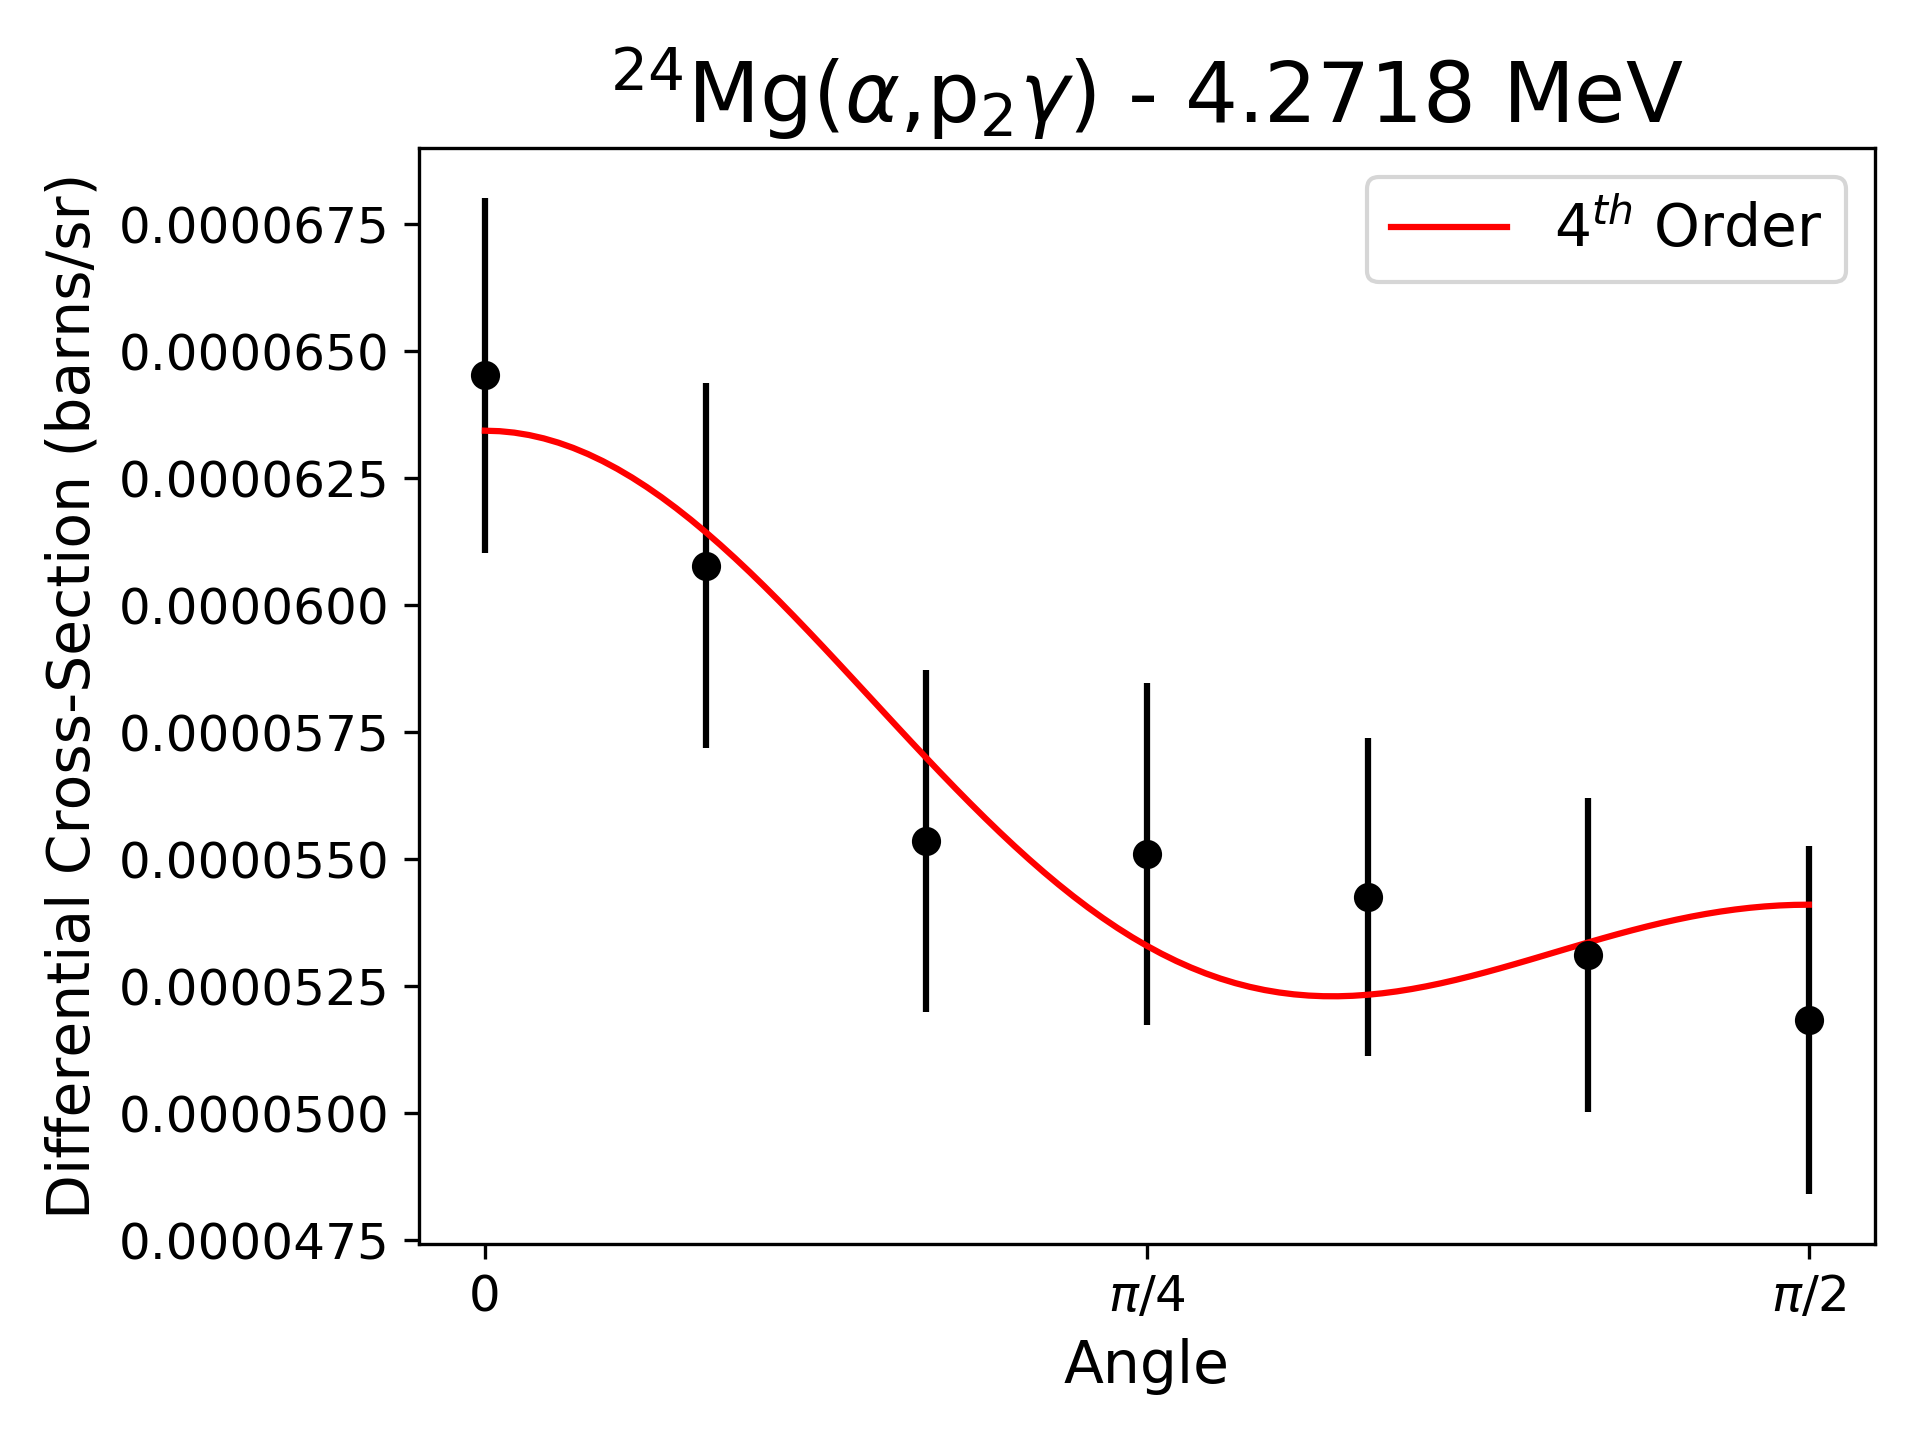 ²⁴Mg(α,p₂γ) - 4.2718 MeV
Differential Cross-Section (barns/sr)
0.0000675
0.0000650
0.0000625
0.0000600
0.0000575
0.0000550
0.0000525
0.0000500
0.0000475
4ᵗʰ Order
0 π/4 π/2
Angle